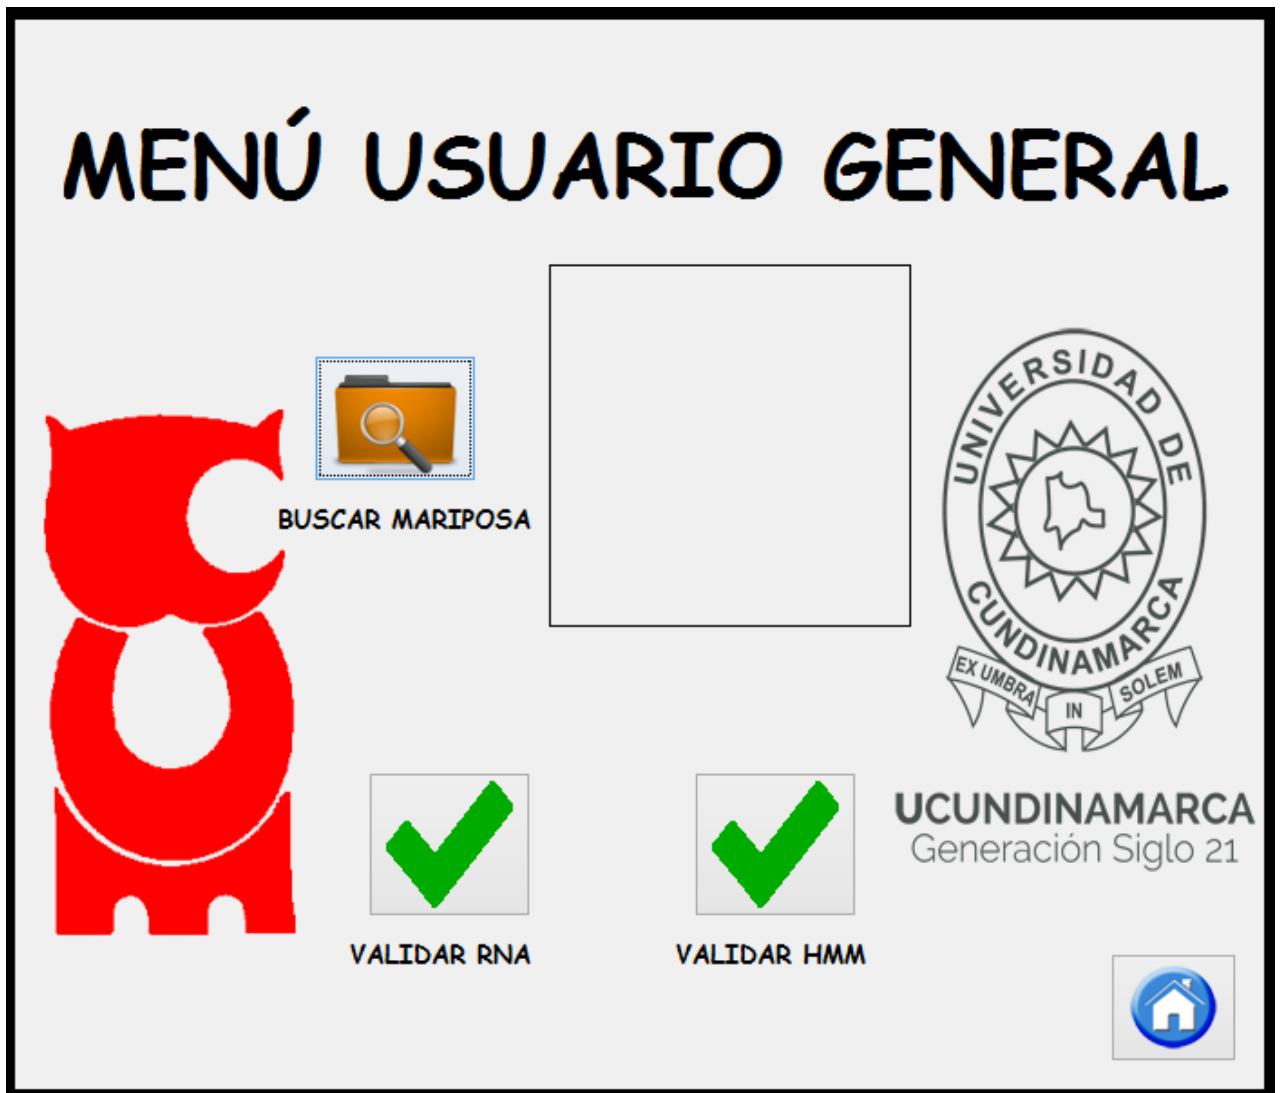 MENÚ USUARIO GENERAL
BUSCAR MARIPOSA
UNIVERSIDAD DE
CUNDINAMARCA
EX UMBRA
IN
SOLEM
UCUNDINAMARCA
Generación Siglo 21
VALIDAR RNA
VALIDAR HMM